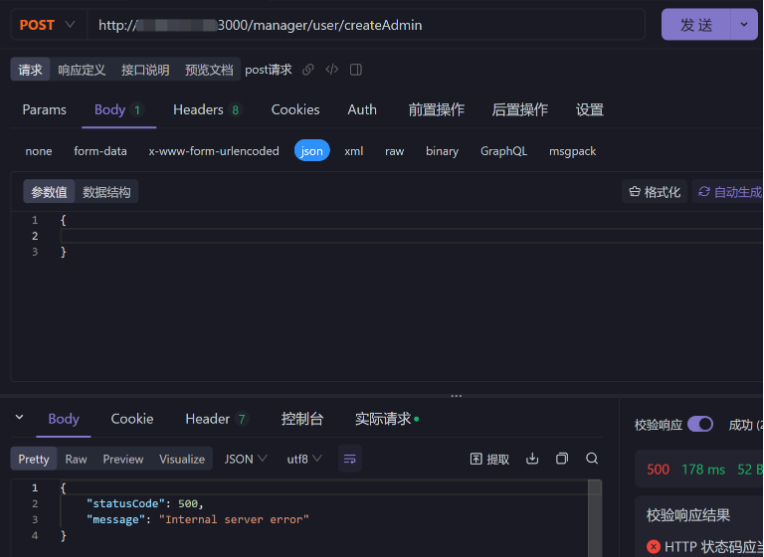 POST http:// 3000/manager/user/createAdmin 发 送
请求 响应定义 接口说明 预览文档 post请求
Params Body 1 Headers 8 Cookies Auth 前置操作 后置操作 设置
none form-data x-www-form-urlencoded json xml raw binary GraphQL msgpack
参数值 数据结构 格式化 自动生成
1 {
2
3 }
Body Cookie Header 7 控制台 实际请求
校验响应 成功 (2
Pretty Raw Preview Visualize JSON utf8 提取
500 178 ms 52 B
1 {
2 "statusCode": 500,
3 "message": "Internal server error"
4 }
校验响应结果
HTTP 状态码应当